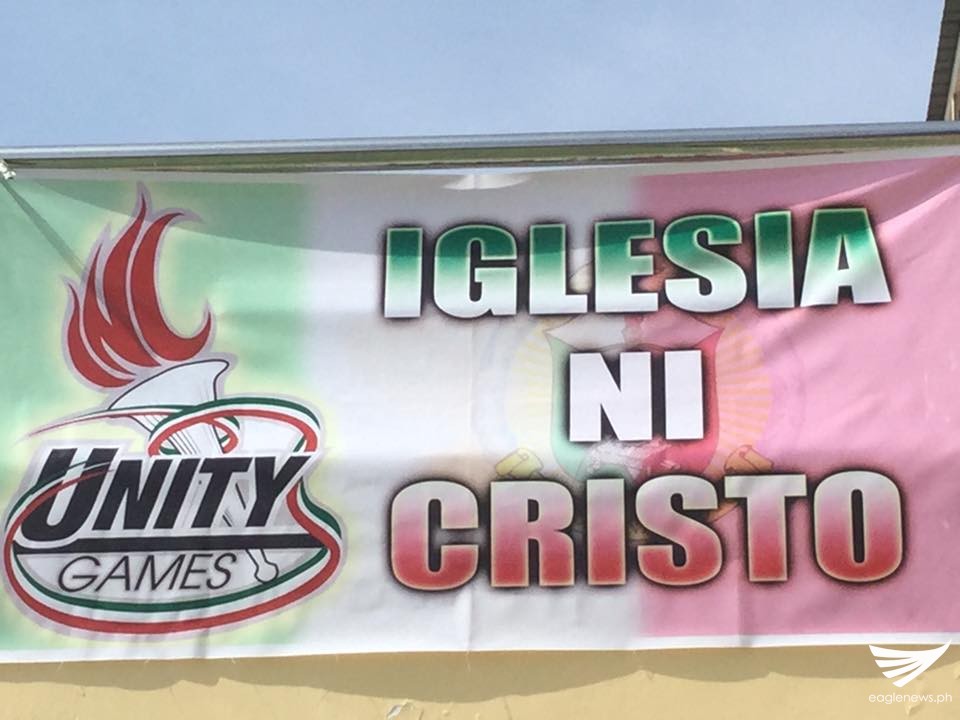 IGLESIA
NI
CRISTO
UNITY
GAMES
eaglenews.ph